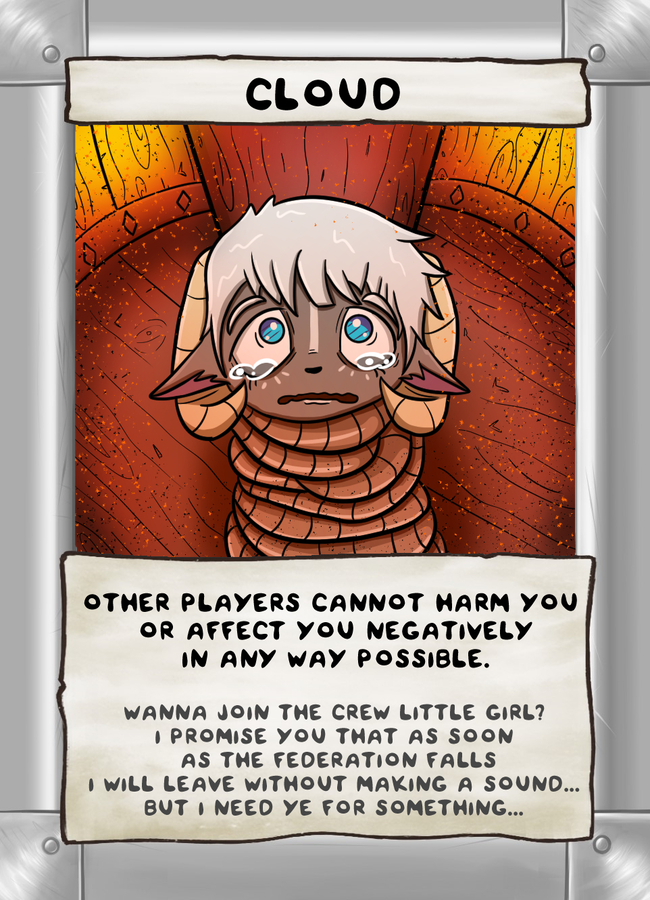 CLOUD
OTHER PLAYERS CANNOT HARM YOU
OR AFFECT YOU NEGATIVELY
IN ANY WAY POSSIBLE.
WANNA JOIN THE CREW LITTLE GIRL?
I PROMISE YOU THAT AS SOON
AS THE FEDERATION FALLS
I WILL LEAVE WITHOUT MAKING A SOUND...
BUT I NEED YE FOR SOMETHING...